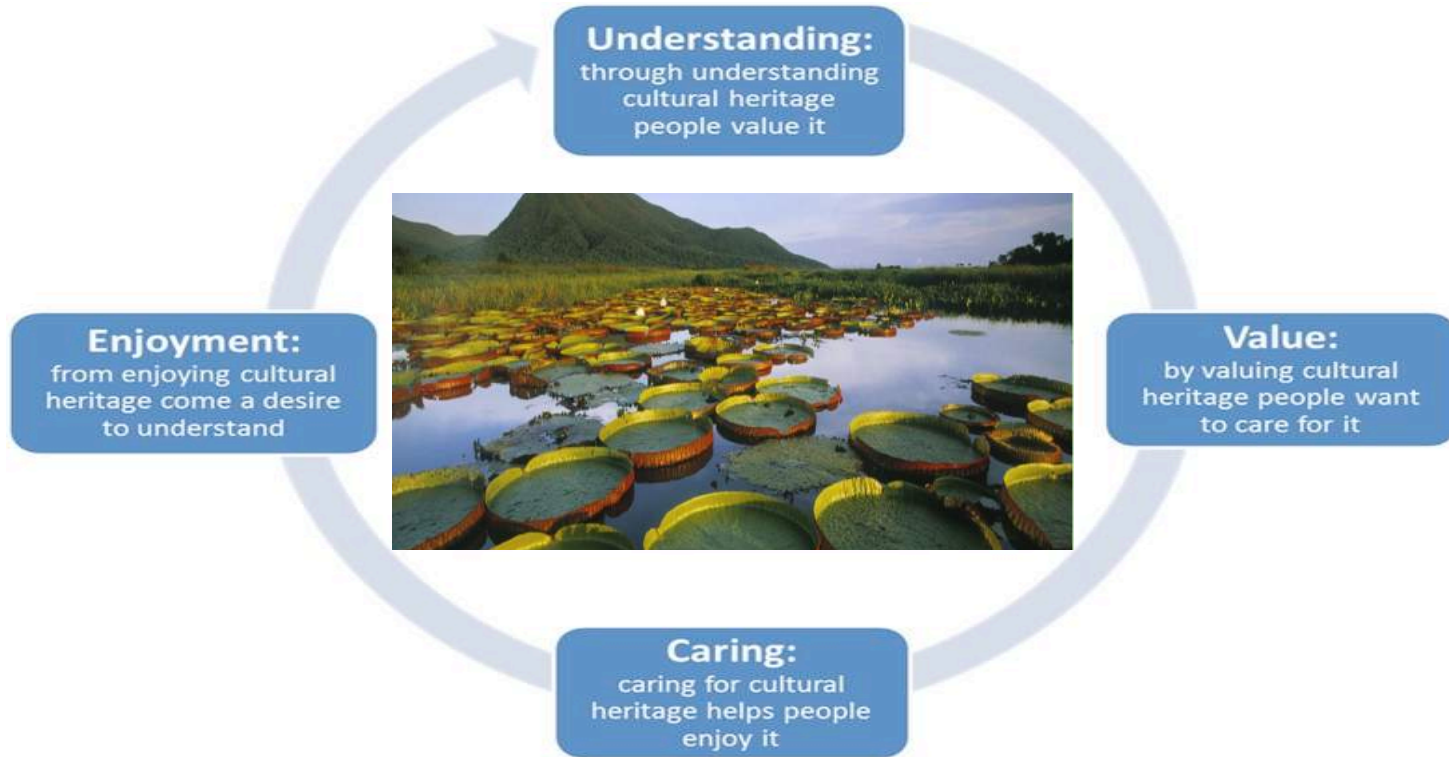 Understanding:
through understanding
cultural heritage
people value it
Enjoyment:
from enjoying cultural
heritage come a desire
to understand
Value:
by valuing cultural
heritage people want
to care for it
Caring:
caring for cultural
heritage helps people
enjoy it